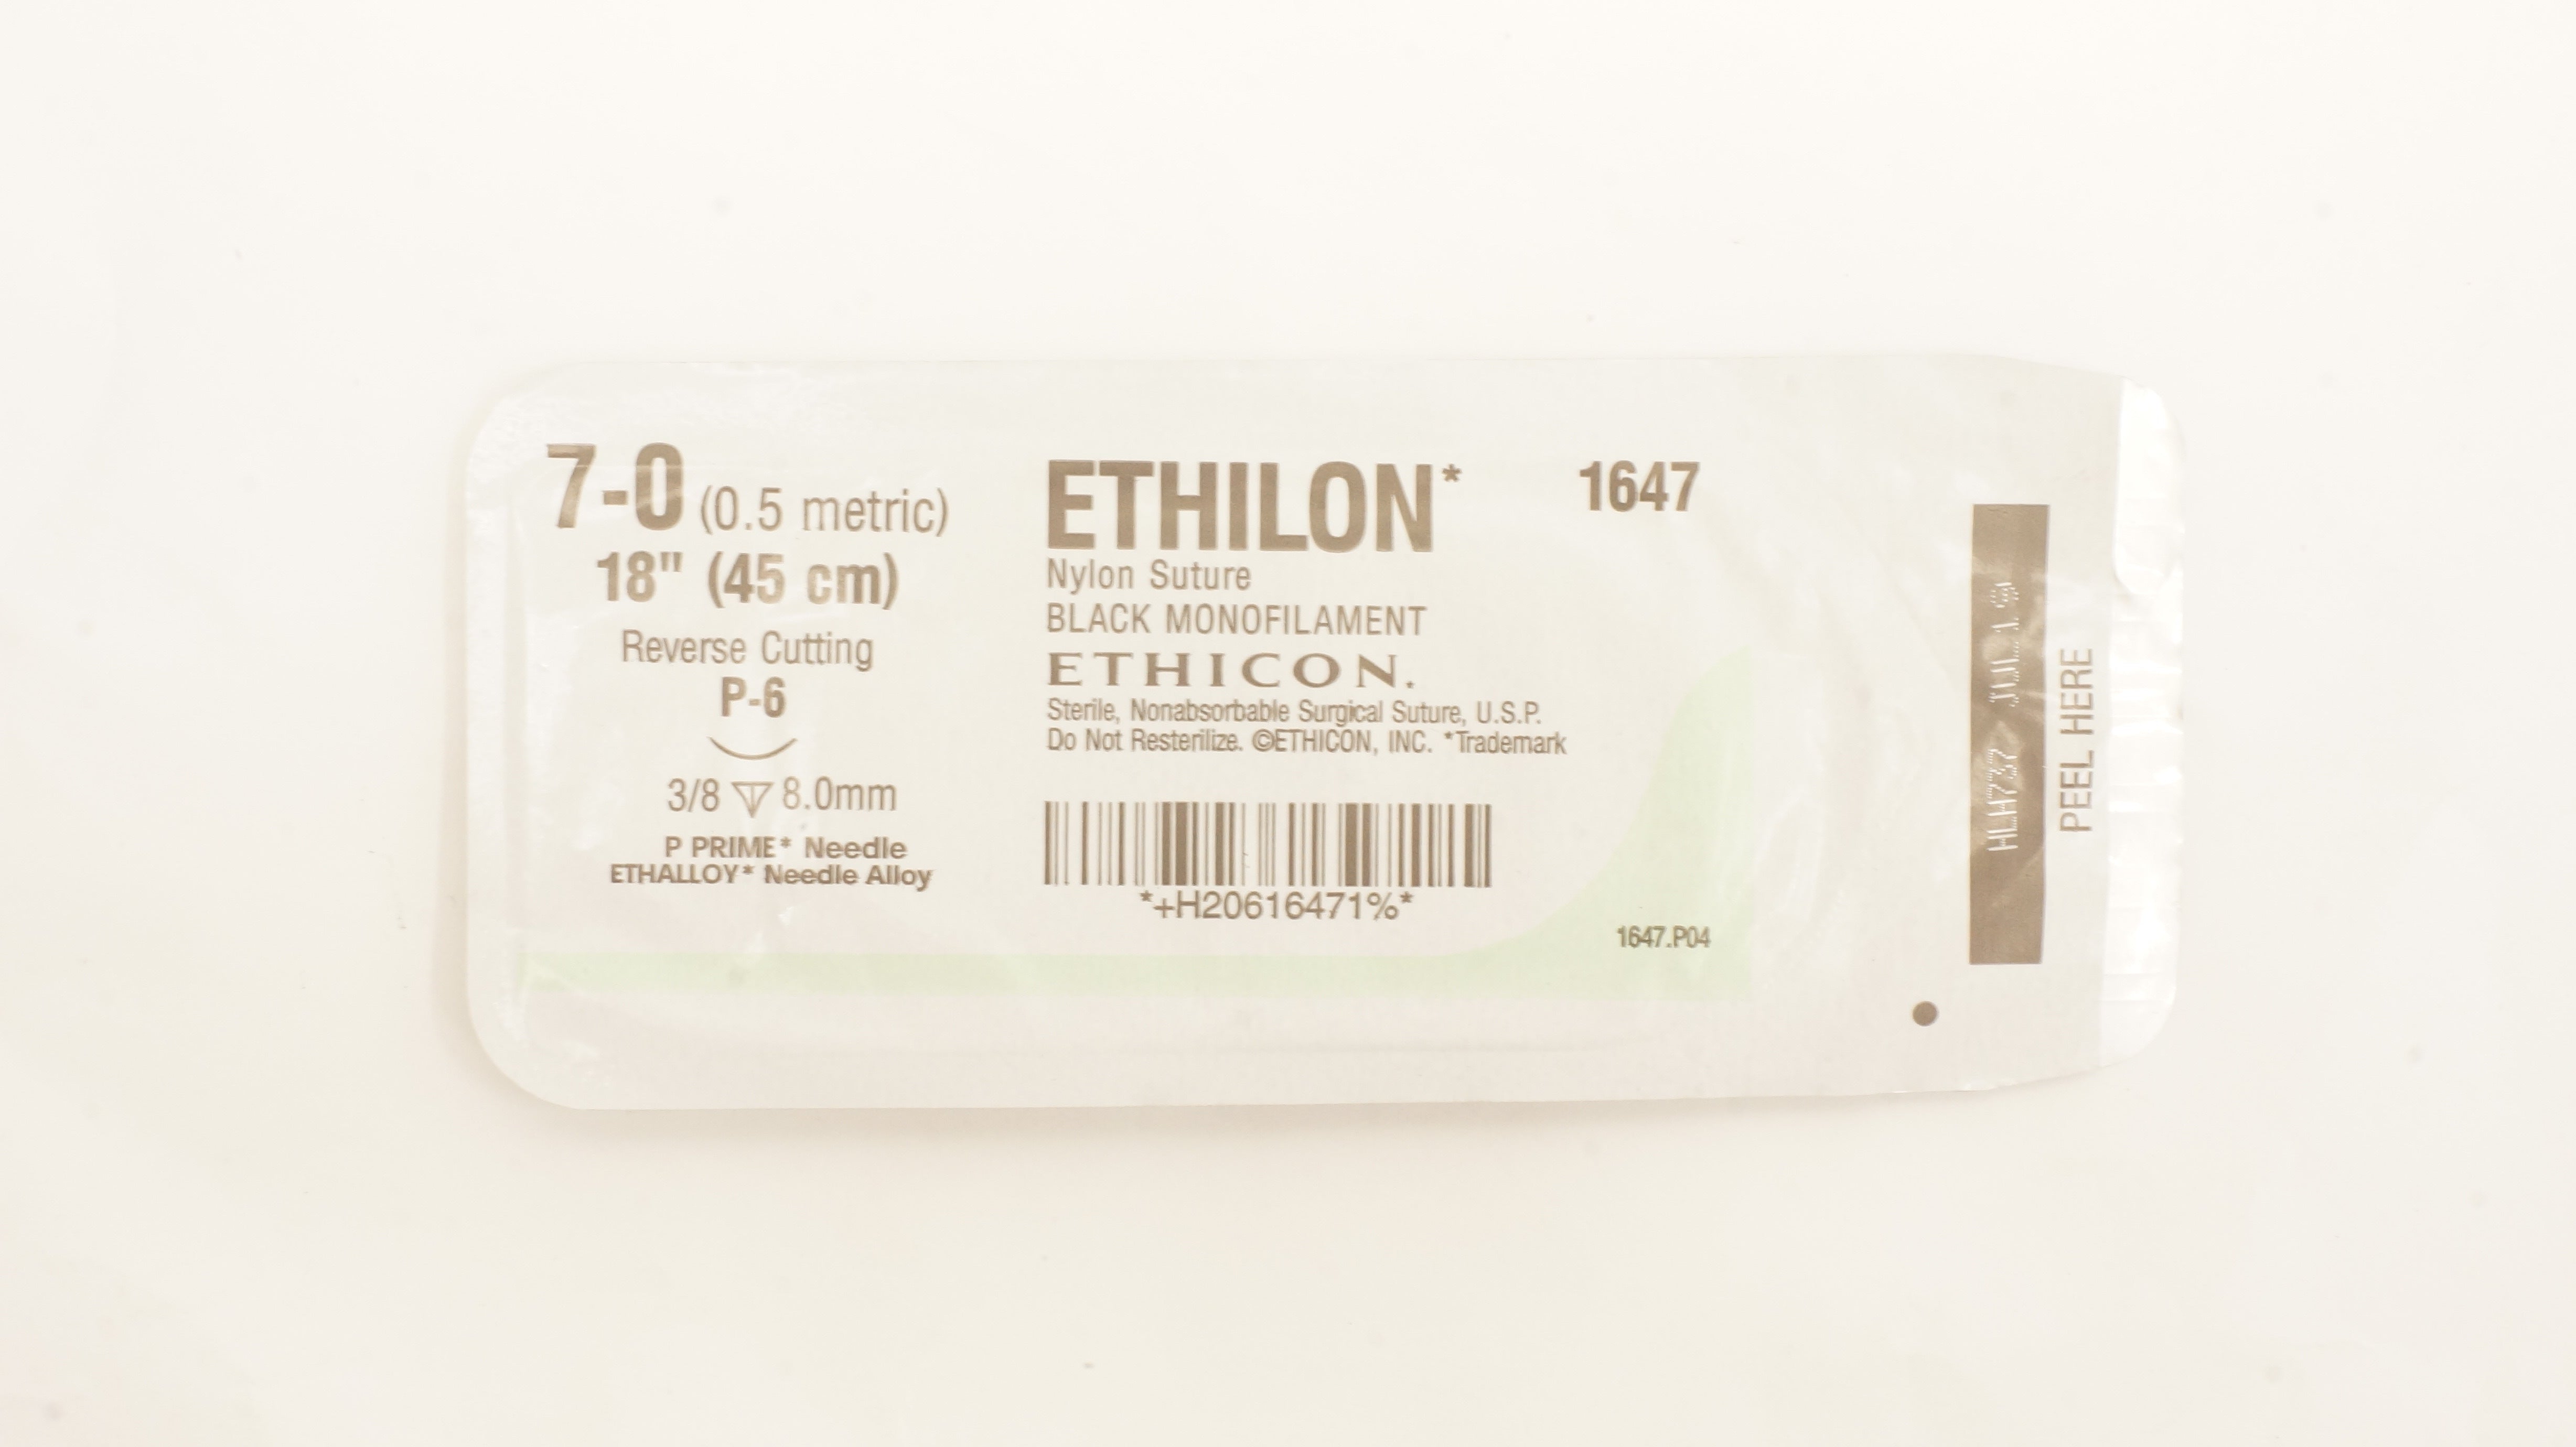 7-0 (0.5 metric)
18" (45 cm)
Reverse Cutting
P-6
3/8 8.0mm
P PRIME* Needle
ETHALLOY* Needle Alloy
ETHILON*
1647
Nylon Suture
BLACK MONOFILAMENT
ETHICON.
Sterile, Nonabsorbable Surgical Suture, U.S.P.
Do Not Resterilize. ©ETHICON, INC. *Trademark
*+H20616471%*
1647.P04
PEEL HERE